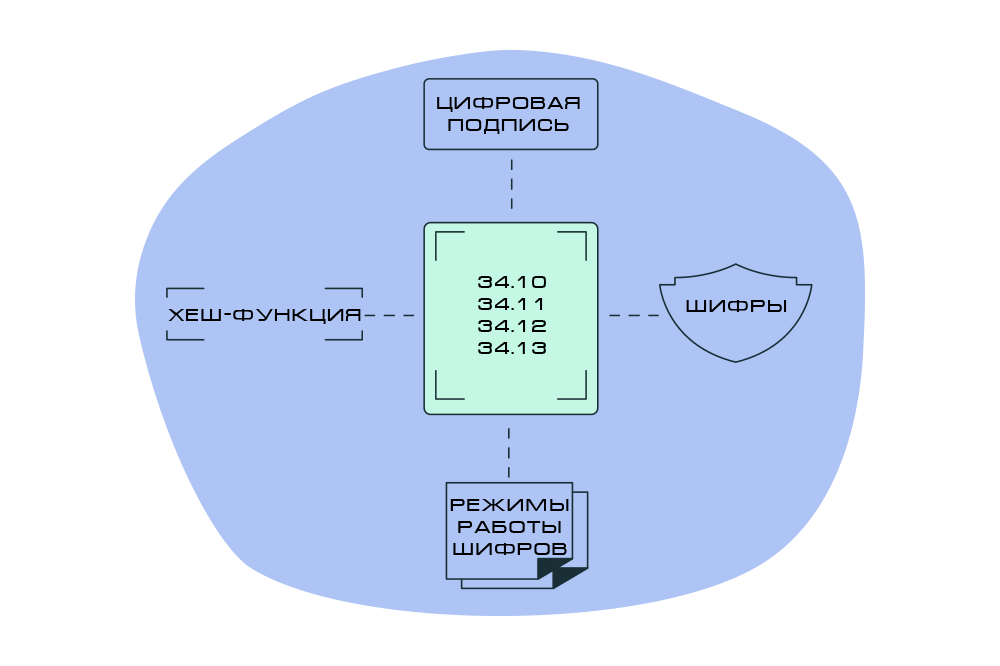 ЦИФРОВАЯ
ПОДПИСЬ
ХЕШ-ФУНКЦИЯ
34.10
34.11
34.12
34.13
ШИФРЫ
РЕЖИМЫ
РАБОТЫ
ШИФРОВ